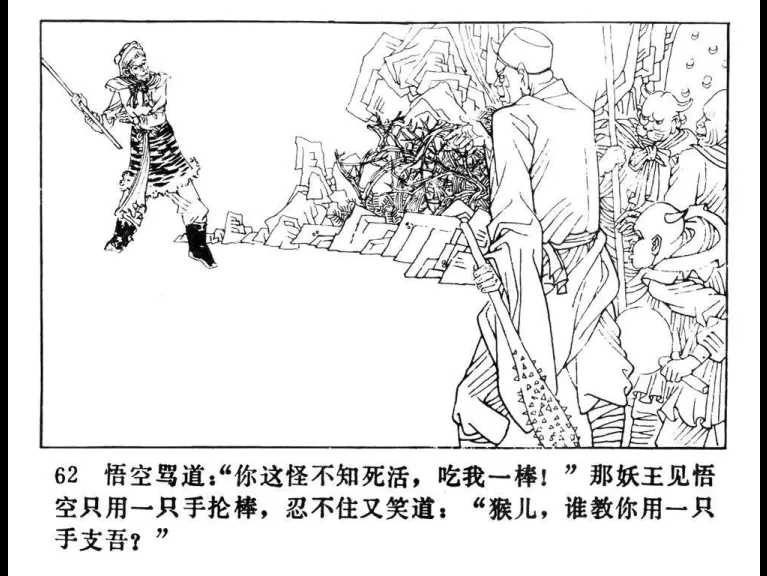 62 悟空骂道：“你这怪不知死活，吃我一棒！”那妖王见悟
空只用一只手抡棒，忍不住又笑道：“猴儿，谁教你用一只
手支吾？”